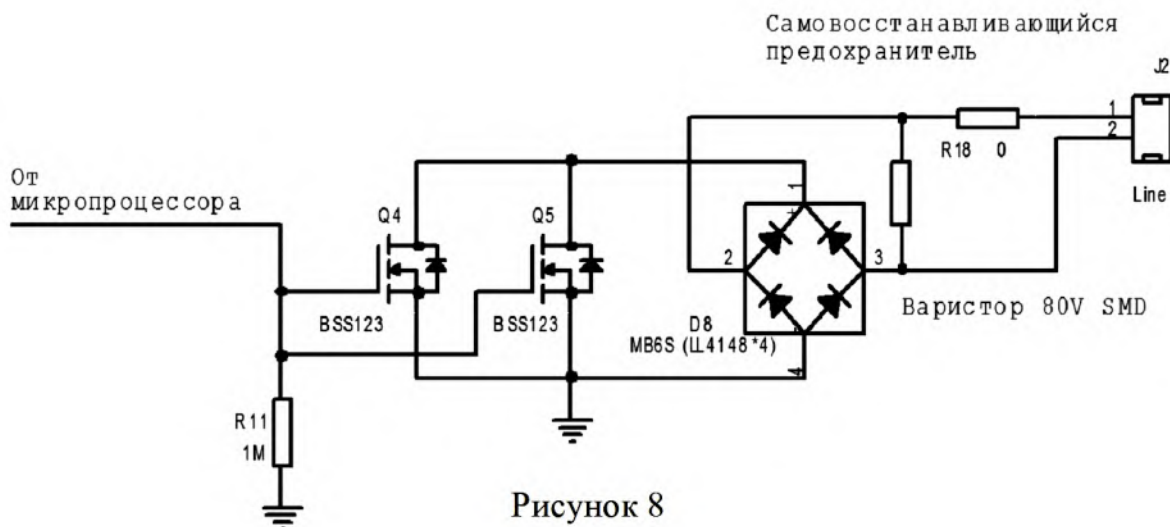 Самовосстанавливающийся
предохранитель
J2
1
2
R18 0
Line
От
микропроцессора
Q4
Q5
1
2
3
BSS123
BSS123
D8
MB6S (LL4148*4)
4
Варистор 80V SMD
R11
1M
Рисунок 8